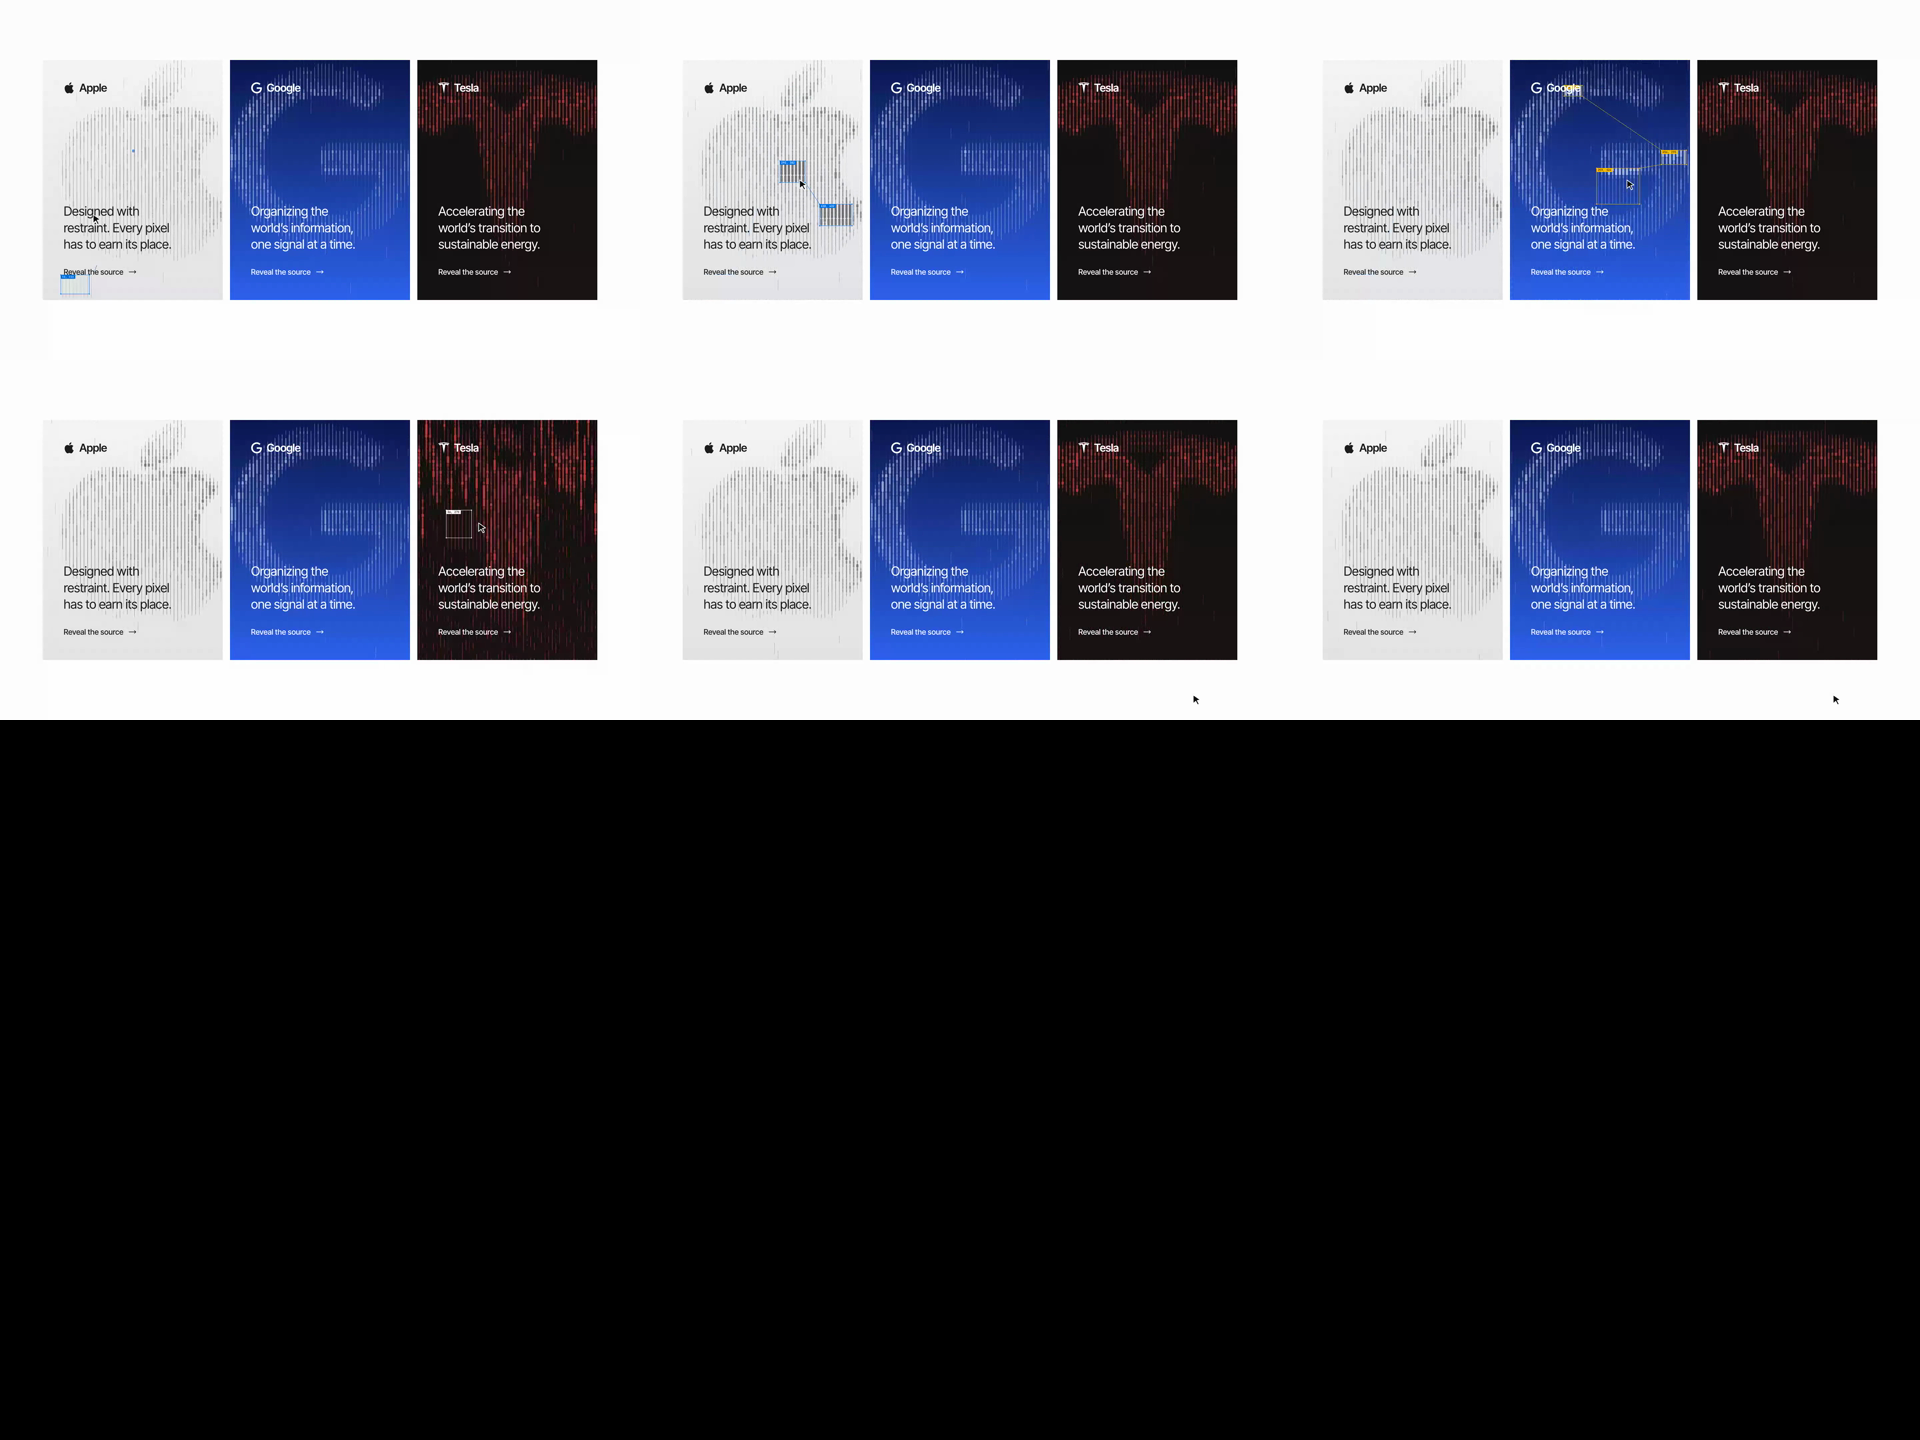 Apple
Designed with
restraint. Every pixel
has to earn its place.
Reveal the source →
Google
Organizing the
world's information,
one signal at a time.
Reveal the source →
Tesla
Accelerating the
world's transition to
sustainable energy.
Reveal the source →
Apple
Designed with
restraint. Every pixel
has to earn its place.
Reveal the source →
Google
Organizing the
world's information,
one signal at a time.
Reveal the source →
Tesla
Accelerating the
world's transition to
sustainable energy.
Reveal the source →
Apple
Designed with
restraint. Every pixel
has to earn its place.
Reveal the source →
Google
Organizing the
world's information,
one signal at a time.
Reveal the source →
Tesla
Accelerating the
world's transition to
sustainable energy.
Reveal the source →
Apple
Designed with
restraint. Every pixel
has to earn its place.
Reveal the source →
Google
Organizing the
world's information,
one signal at a time.
Reveal the source →
Tesla
Accelerating the
world's transition to
sustainable energy.
Reveal the source →
Apple
Designed with
restraint. Every pixel
has to earn its place.
Reveal the source →
Google
Organizing the
world's information,
one signal at a time.
Reveal the source →
Tesla
Accelerating the
world's transition to
sustainable energy.
Reveal the source →
Apple
Designed with
restraint. Every pixel
has to earn its place.
Reveal the source →
Google
Organizing the
world's information,
one signal at a time.
Reveal the source →
Tesla
Accelerating the
world's transition to
sustainable energy.
Reveal the source →